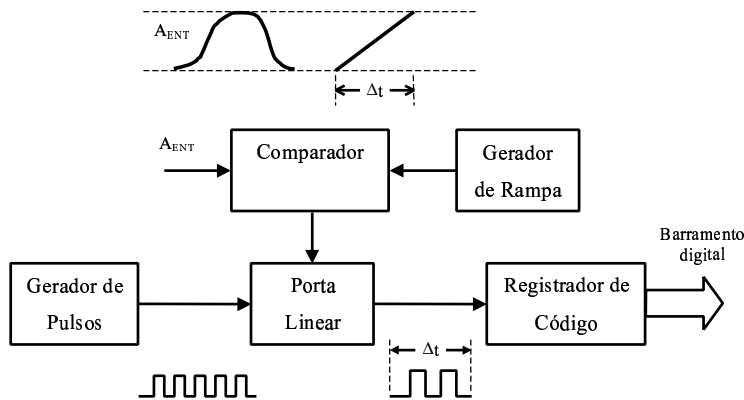 A_ENT
Δt
A_ENT
Comparador
Gerador
de Rampa
Barramento
digital
Gerador de
Pulsos
Porta
Linear
Registrador de
Código
Δt